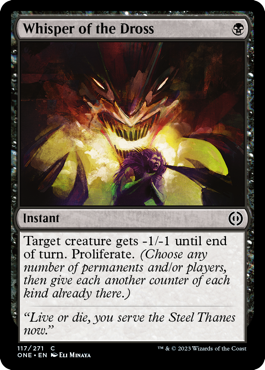 Whisper of the Dross
Instant
Target creature gets -1/-1 until end
of turn. Proliferate. (Choose any
number of permanents and/or players,
then give each another counter of each
kind already there.)
“Live or die, you serve the Steel Thanes
now.”
117/271 C
ONE • EN Eli Minaya
™ & © 2023 Wizards of the Coast